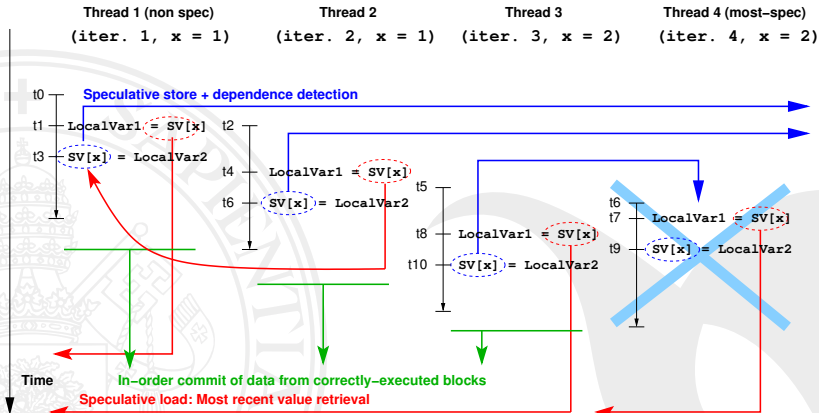 Thread 1 (non spec)
(iter. 1, x = 1)
Thread 2
(iter. 2, x = 1)
Thread 3
(iter. 3, x = 2)
Thread 4 (most-spec)
(iter. 4, x = 2)
Speculative store + dependence detection
t0
t1
LocalVar1 = SV[x]
t3
SV[x] = LocalVar2
t2
t4
LocalVar1 = SV[x]
t6
SV[x] = LocalVar2
t5
t8
LocalVar1 = SV[x]
t10
SV[x] = LocalVar2
t6
t7
LocalVar1 = SV[x]
t9
SV[x] = LocalVar2
Time
In-order commit of data from correctly-executed blocks
Speculative load: Most recent value retrieval